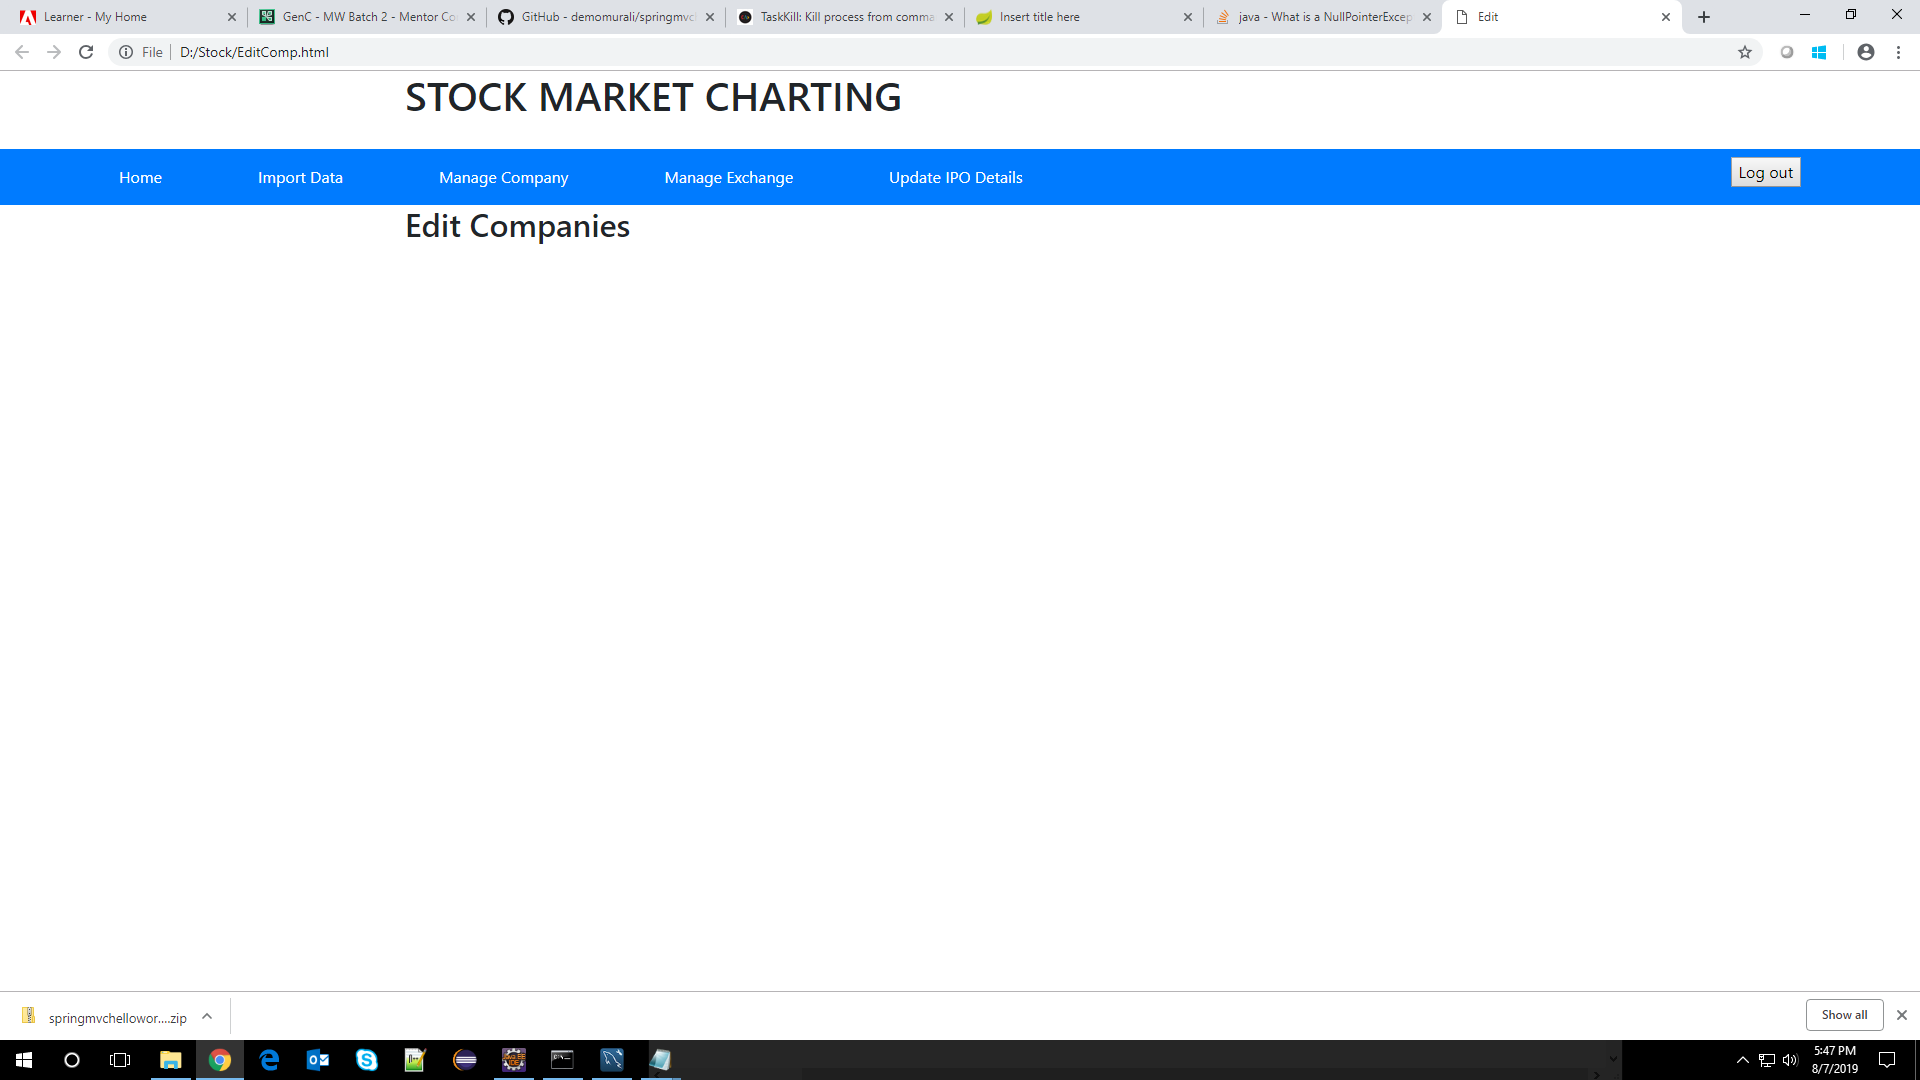 Learner - My Home
GenC - MW Batch 2 - Mentor Co
GitHub - demomurali/springmvc
TaskKill: Kill process from comma
Insert title here
java - What is a NullPointerExcep
Edit
File
D:/Stock/EditComp.html
STOCK MARKET CHARTING
Home
Import Data
Manage Company
Manage Exchange
Update IPO Details
Log out
Edit Companies
springmvchellowor....zip
Show all
5:47 PM
8/7/2019